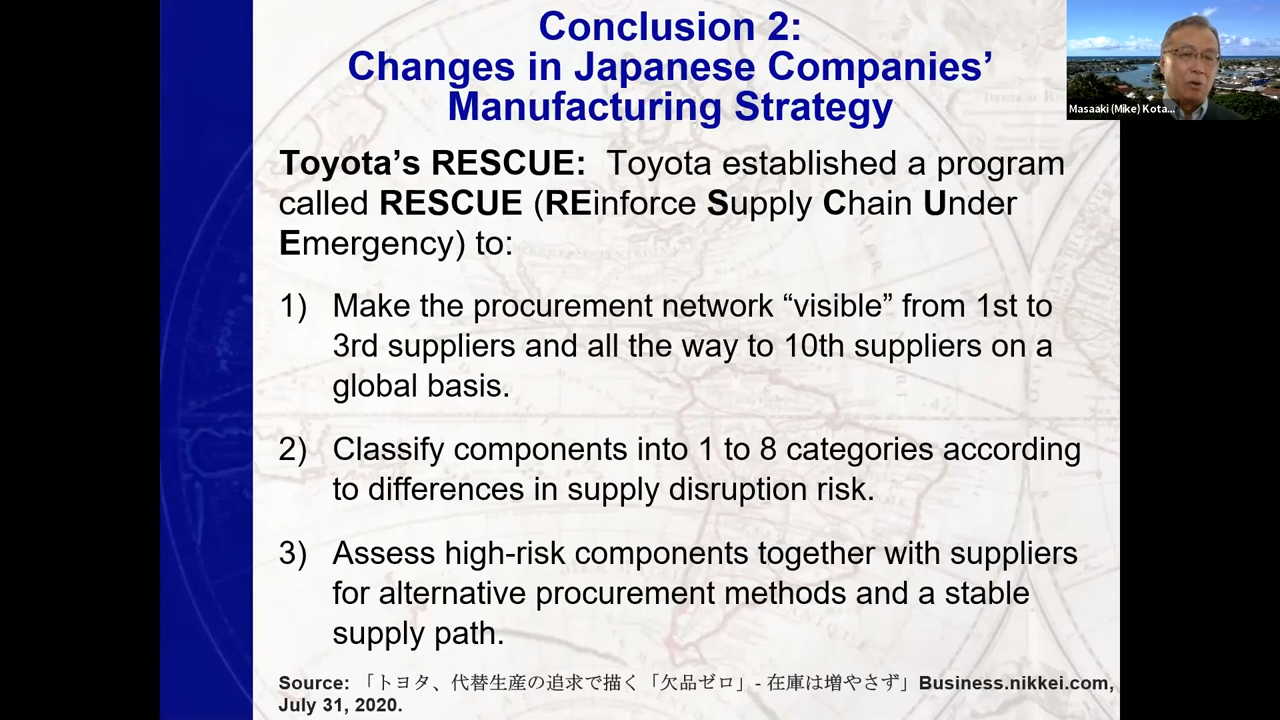 Conclusion 2:
Changes in Japanese Companies’
Manufacturing Strategy
Masaaki (Mike) Kota...
Toyota’s RESCUE: Toyota established a program
called RESCUE (REinforce Supply Chain Under
Emergency) to:
1) Make the procurement network “visible” from 1st to
3rd suppliers and all the way to 10th suppliers on a
global basis.
2) Classify components into 1 to 8 categories according
to differences in supply disruption risk.
3) Assess high-risk components together with suppliers
for alternative procurement methods and a stable
supply path.
Source: 「トヨタ、代替生産の追求で描く「欠品ゼロ」- 在庫は増やさず」Business.nikkei.com,
July 31, 2020.